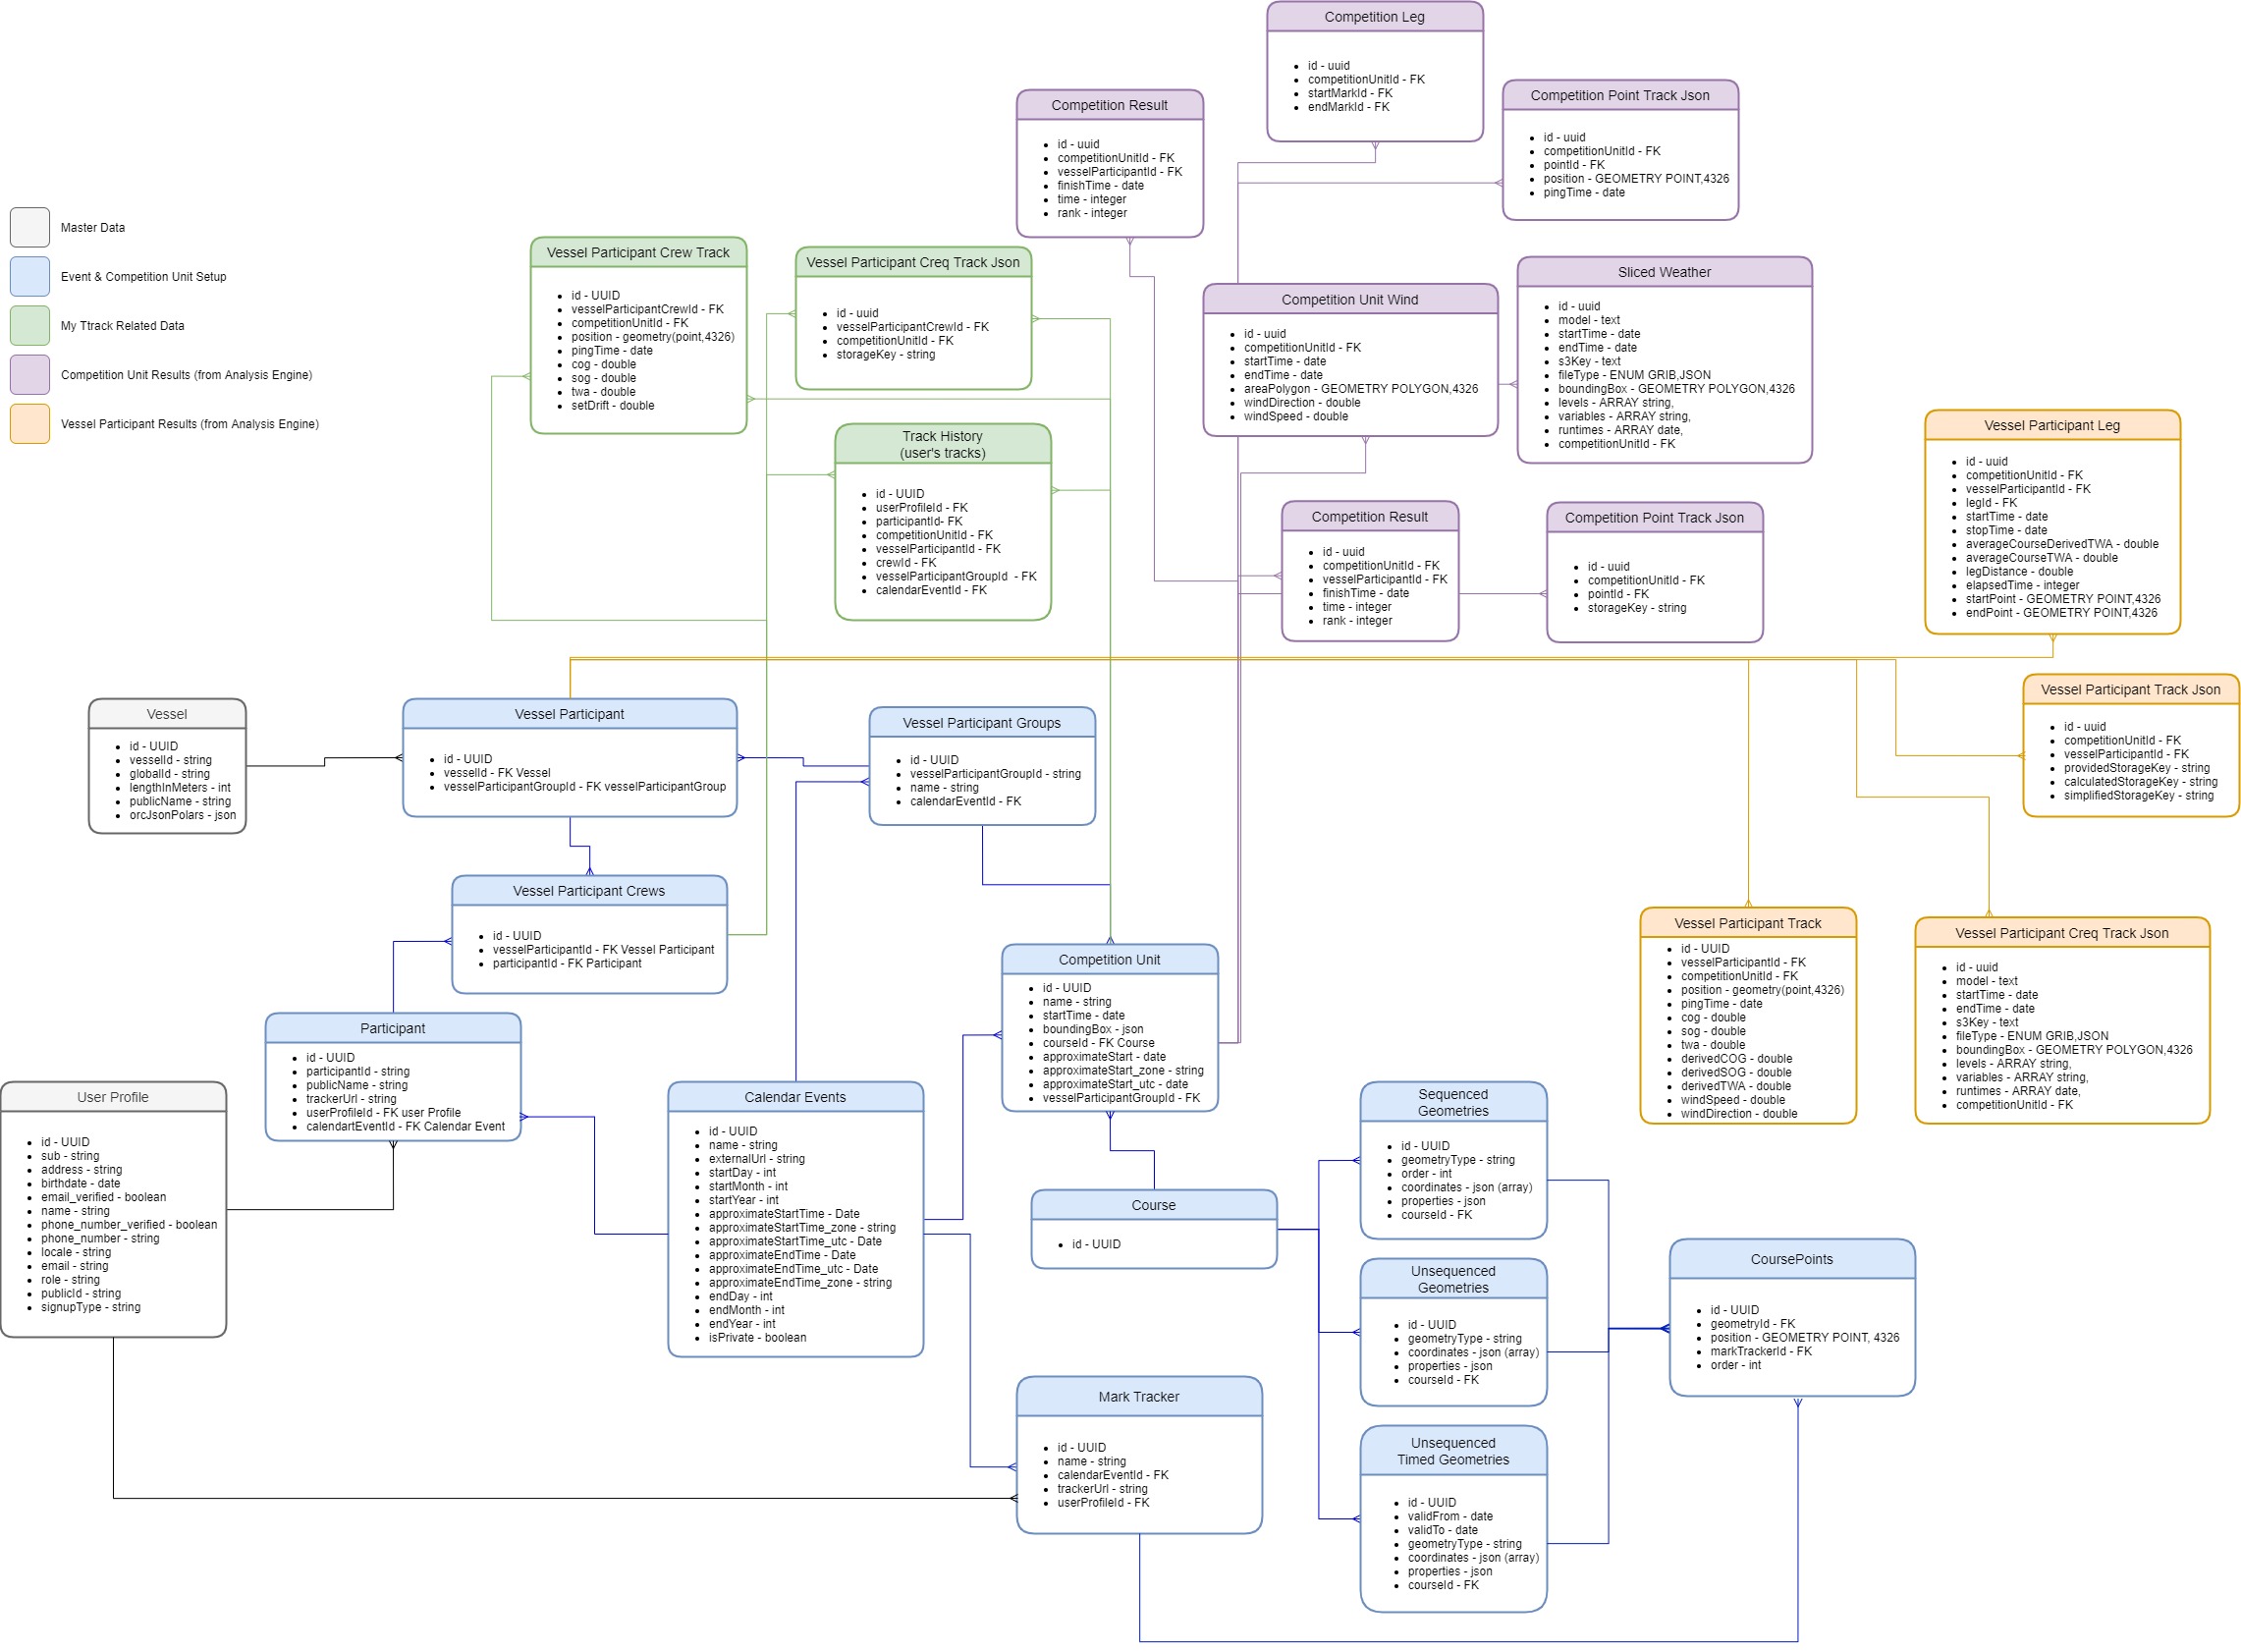 Competition Leg
id - uuid
competitionUnitId - FK
startMarkId - FK
endMarkId - FK
Competition Point Track Json
id - uuid
competitionUnitId - FK
pointId - FK
position - GEOMETRY POINT,4326
pingTime - date
Competition Result
id - uuid
competitionUnitId - FK
vesselParticipantId - FK
finishTime - date
time - integer
rank - integer
Master Data
Event & Competition Unit Setup
My Ttrack Related Data
Competition Unit Results (from Analysis Engine)
Vessel Participant Results (from Analysis Engine)
Vessel Participant Crew Track
id - UUID
vesselParticipantCrewId - FK
competitionUnitId - FK
position - geometry(point,4326)
pingTime - date
cog - double
sog - double
twa - double
setDrift - double
Vessel Participant Creq Track Json
id - uuid
vesselParticipantCrewId - FK
competitionUnitId - FK
storageKey - string
Competition Unit Wind
id - uuid
competitionUnitId - FK
startTime - date
endTime - date
areaPolygon - GEOMETRY POLYGON,4326
windDirection - double
windSpeed - double
Sliced Weather
id - uuid
model - text
startTime - date
endTime - date
s3Key - text
fileType - ENUM GRIB,JSON
boundingBox - GEOMETRY POLYGON,4326
levels - ARRAY string,
variables - ARRAY string,
runtimes - ARRAY date,
competitionUnitId - FK
Track History
(user's tracks)
id - UUID
userProfileId - FK
participantId- FK
competitionUnitId - FK
vesselParticipantId - FK
crewId - FK
vesselParticipantGroupId  - FK
calendarEventId - FK
Competition Result
id - uuid
competitionUnitId - FK
vesselParticipantId - FK
finishTime - date
time - integer
rank - integer
Competition Point Track Json
id - uuid
competitionUnitId - FK
pointId - FK
storageKey - string
Vessel Participant Leg
id - uuid
competitionUnitId - FK
vesselParticipantId - FK
legId - FK
startTime - date
stopTime - date
averageCourseDerivedTWA - double
averageCourseTWA - double
legDistance - double
elapsedTime - integer
startPoint - GEOMETRY POINT,4326
endPoint - GEOMETRY POINT,4326
Vessel
id - UUID
vesselId - string
globalId - string
lengthInMeters - int
publicName - string
orcJsonPolars - json
Vessel Participant
id - UUID
vesselId - FK Vessel
vesselParticipantGroupId - FK vesselParticipantGroup
Vessel Participant Groups
id - UUID
vesselParticipantGroupId - string
name - string
calendarEventId - FK
Vessel Participant Track Json
id - uuid
competitionUnitId - FK
vesselParticipantId - FK
providedStorageKey - string
calculatedStorageKey - string
simplifiedStorageKey - string
Vessel Participant Crews
id - UUID
vesselParticipantId - FK Vessel Participant
participantId - FK Participant
Competition Unit
id - UUID
name - string
startTime - date
boundingBox - json
courseId - FK Course
approximateStart - date
approximateStart_zone - string
approximateStart_utc - date
vesselParticipantGroupId - FK
Vessel Participant Track
id - UUID
vesselParticipantId - FK
competitionUnitId - FK
position - geometry(point,4326)
pingTime - date
cog - double
sog - double
twa - double
derivedCOG - double
derivedSOG - double
derivedTWA - double
windSpeed - double
windDirection - double
Vessel Participant Creq Track Json
id - uuid
model - text
startTime - date
endTime - date
s3Key - text
fileType - ENUM GRIB,JSON
boundingBox - GEOMETRY POLYGON,4326
levels - ARRAY string,
variables - ARRAY string,
runtimes - ARRAY date,
competitionUnitId - FK
Participant
id - UUID
participantId - string
publicName - string
trackerUrl - string
userProfileId - FK user Profile
calendartEventId - FK Calendar Event
User Profile
id - UUID
sub - string
address - string
birthdate - date
email_verified - boolean
name - string
phone_number_verified - boolean
phone_number - string
locale - string
email - string
role - string
publicId - string
signupType - string
Calendar Events
id - UUID
name - string
externalUrl - string
startDay - int
startMonth - int
startYear - int
approximateStartTime - Date
approximateStartTime_zone - string
approximateStartTime_utc - Date
approximateEndTime - Date
approximateEndTime_utc - Date
approximateEndTime_zone - string
endDay - int
endMonth - int
endYear - int
isPrivate - boolean
Course
id - UUID
Sequenced
Geometries
id - UUID
geometryType - string
order - int
coordinates - json (array)
properties - json
courseId - FK
Unsequenced
Geometries
id - UUID
geometryType - string
coordinates - json (array)
properties - json
courseId - FK
CoursePoints
id - UUID
geometryId - FK
position - GEOMETRY POINT, 4326
markTrackerId - FK
order - int
Mark Tracker
id - UUID
name - string
calendarEventId - FK
trackerUrl - string
userProfileId - FK
Unsequenced
Timed Geometries
id - UUID
validFrom - date
validTo - date
geometryType - string
coordinates - json (array)
properties - json
courseId - FK